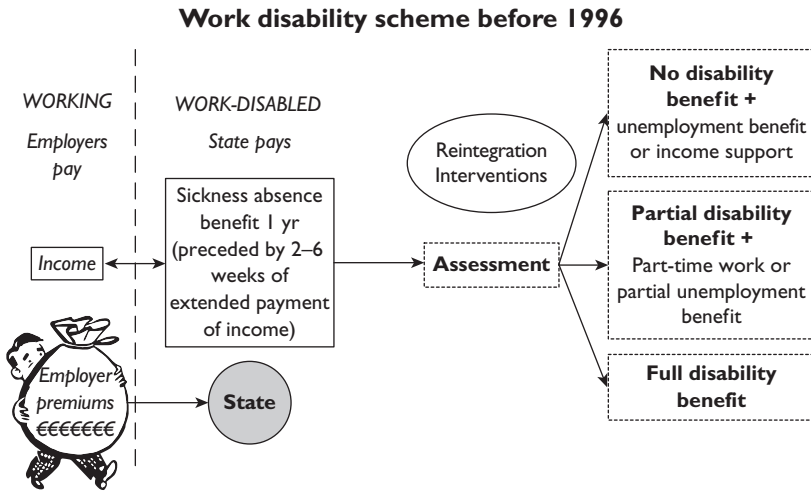 Work disability scheme before 1996
WORKING
Employers
pay
WORK-DISABLED
State pays
Income
Sickness absence
benefit 1 yr
(preceded by 2–6
weeks of
extended payment
of income)
Reintegration
Interventions
Assessment
No disability
benefit +
unemployment benefit
or income support
Partial disability
benefit +
Part-time work or
partial unemployment
benefit
Full disability
benefit
Employer
premiums
€€€€€€€
State